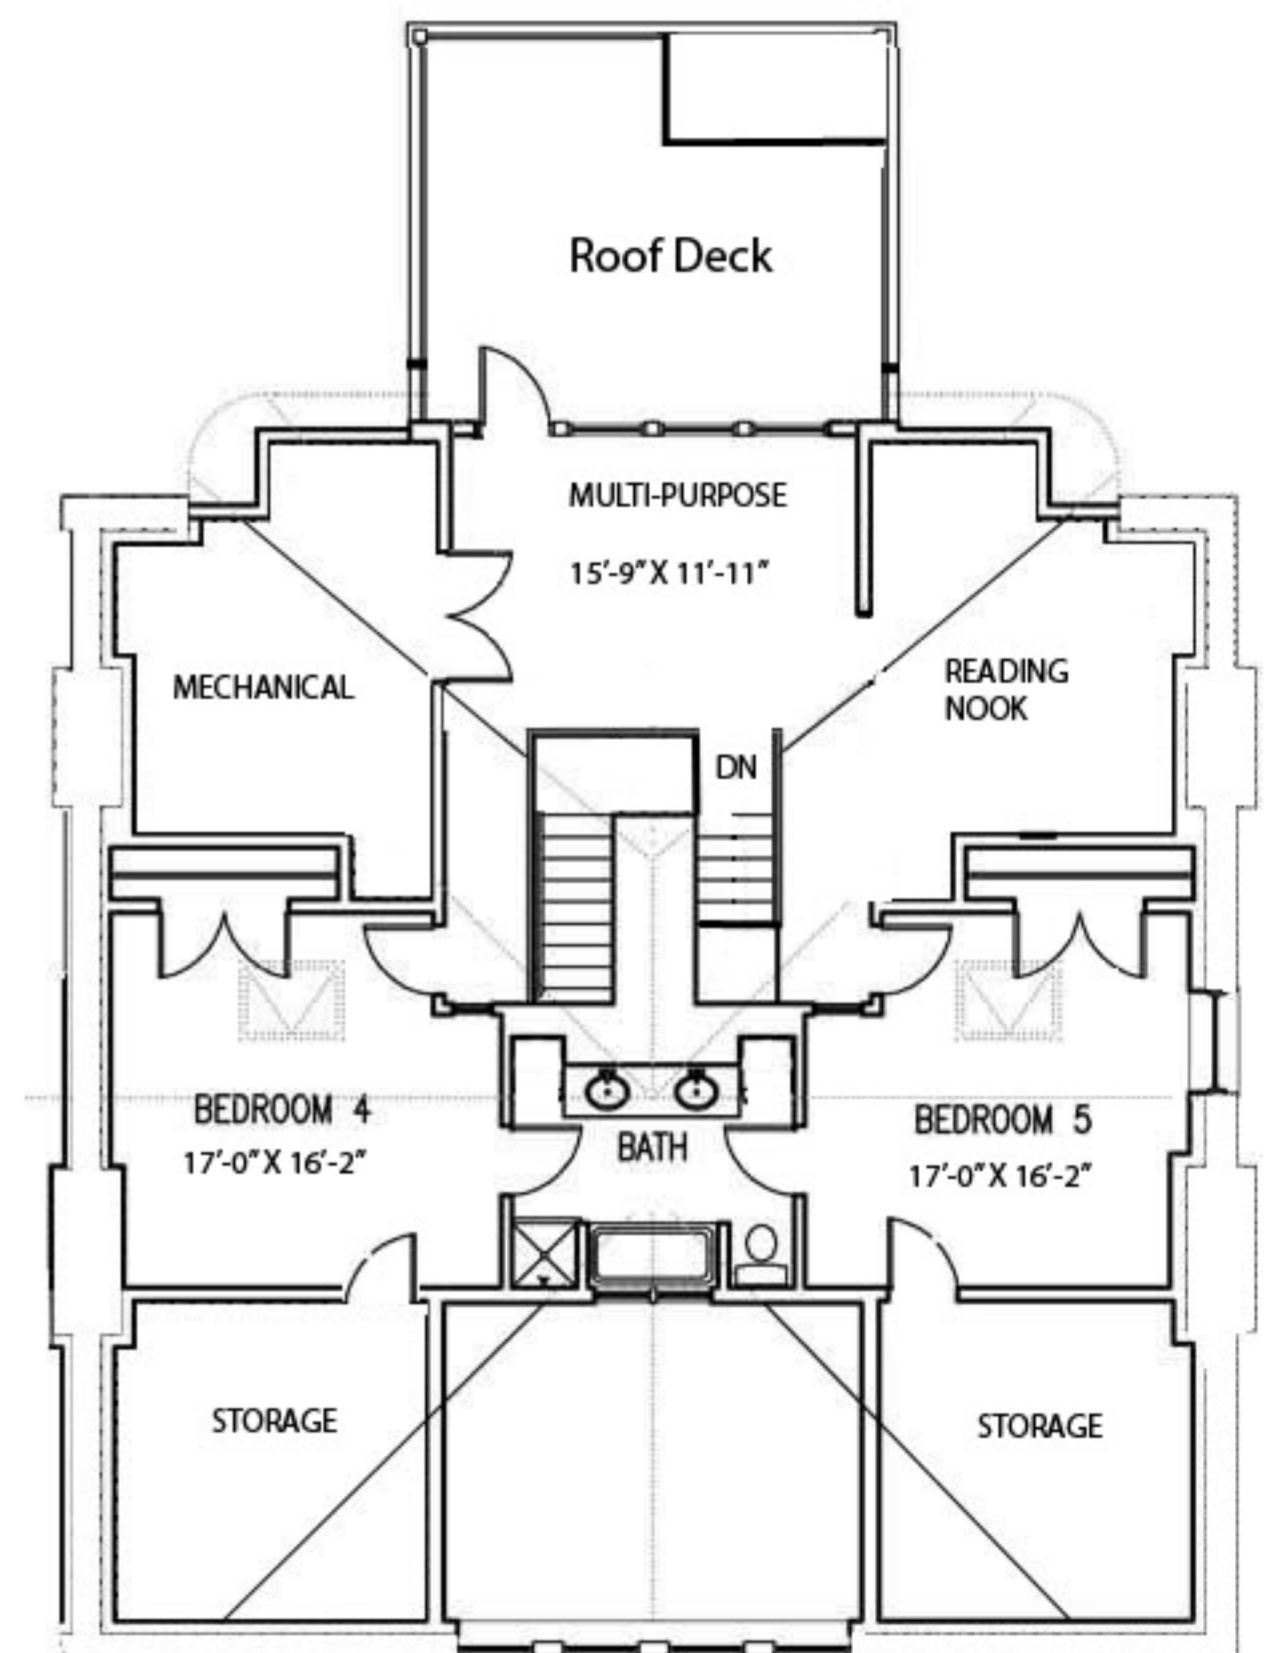 Roof Deck
MULTI-PURPOSE
15'-9" X 11'-11"
MECHANICAL
READING
NOOK
DN
BEDROOM 4
17'-0" X 16'-2"
BATH
BEDROOM 5
17'-0" X 16'-2"
STORAGE
STORAGE